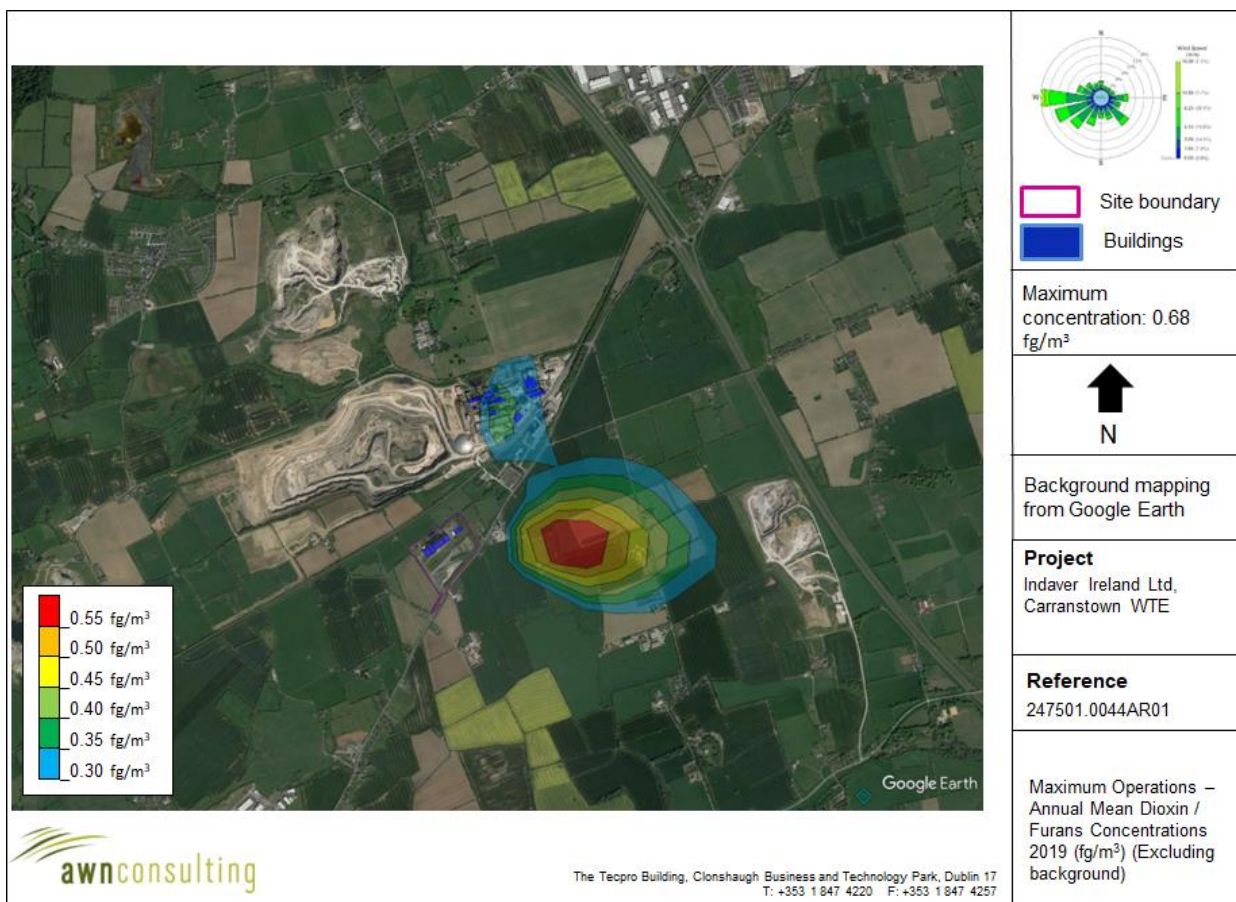 0.55 fg/m³
0.50 fg/m³
0.45 fg/m³
0.40 fg/m³
0.35 fg/m³
0.30 fg/m³
Google Earth
awnconsulting
The Tecpro Building, Clonshaugh Business and Technology Park, Dublin 17
T: +353 1 847 4220 F: +353 1 847 4257
N
W
E
S
Wind Speed
Site boundary
Buildings
Maximum
concentration: 0.68
fg/m³
N
Background mapping
from Google Earth
Project
Indaver Ireland Ltd,
Carranstown WTE
Reference
247501.0044AR01
Maximum Operations –
Annual Mean Dioxin /
Furans Concentrations
2019 (fg/m³) (Excluding
background)